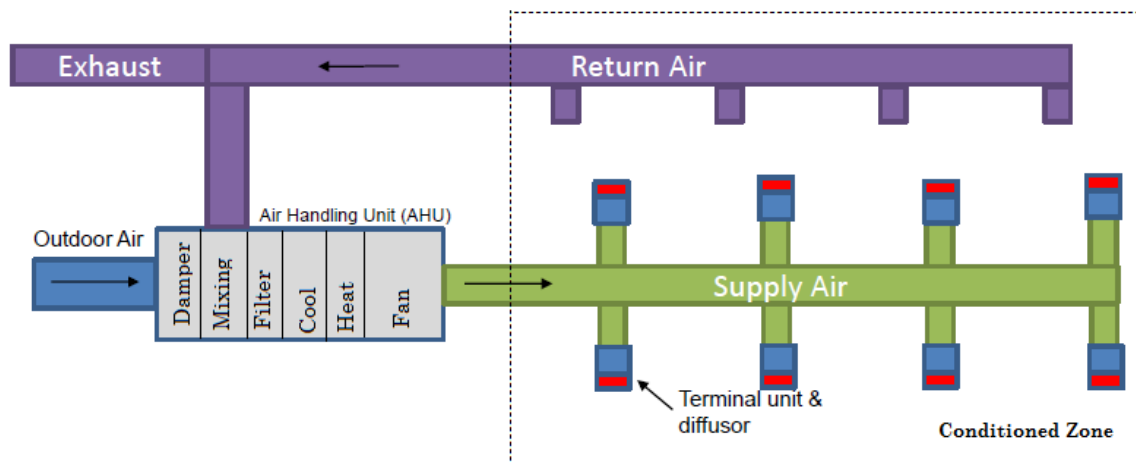 Exhaust
Return Air
Air Handling Unit (AHU)
Outdoor Air
Damper
Mixing
Filter
Cool
Heat
Fan
Supply Air
Terminal unit &
diffusor
Conditioned Zone